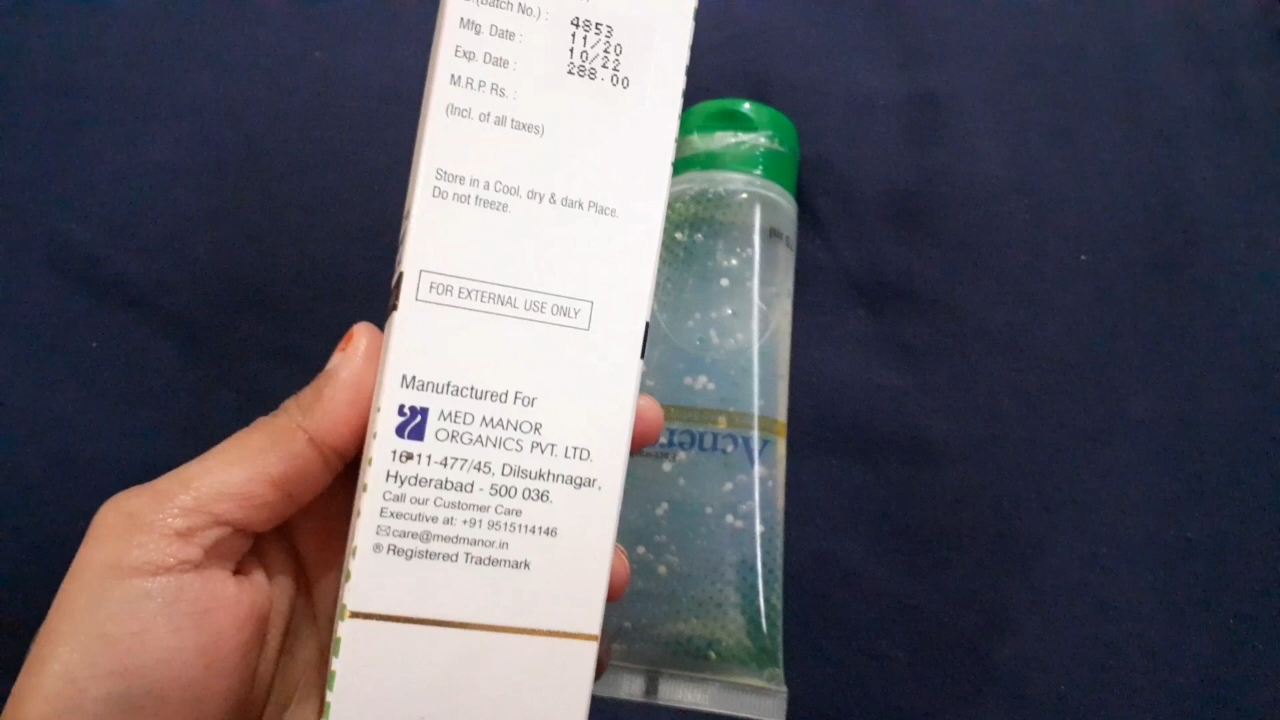 (Batch No.) :
4853
Mfg. Date :
11/20
Exp. Date :
10/22
M.R.P. Rs. :
288.00
(Incl. of all taxes)
Store in a Cool, dry & dark Place.
Do not freeze.
FOR EXTERNAL USE ONLY
Manufactured For
MED MANOR
ORGANICS PVT. LTD.
16-11-477/45, Dilsukhnagar,
Hyderabad - 500 036.
Call our Customer Care
Executive at: +91 9515114146
care@medmanor.in
® Registered Trademark